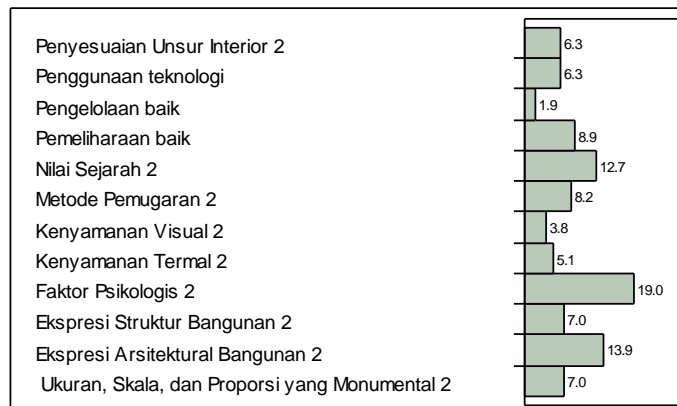 Penyesuaian Unsur Interior 2 6.3
Penggunaan teknologi 6.3
Pengelolaan baik 1.9
Pemeliharaan baik 8.9
Nilai Sejarah 2 12.7
Metode Pemugaran 2 8.2
Kenyamanan Visual 2 3.8
Kenyamanan Termal 2 5.1
Faktor Psikologis 2 19.0
Ekspresi Struktur Bangunan 2 7.0
Ekspresi Arsitektural Bangunan 2 13.9
Ukuran, Skala, dan Proporsi yang Monumental 2 7.0